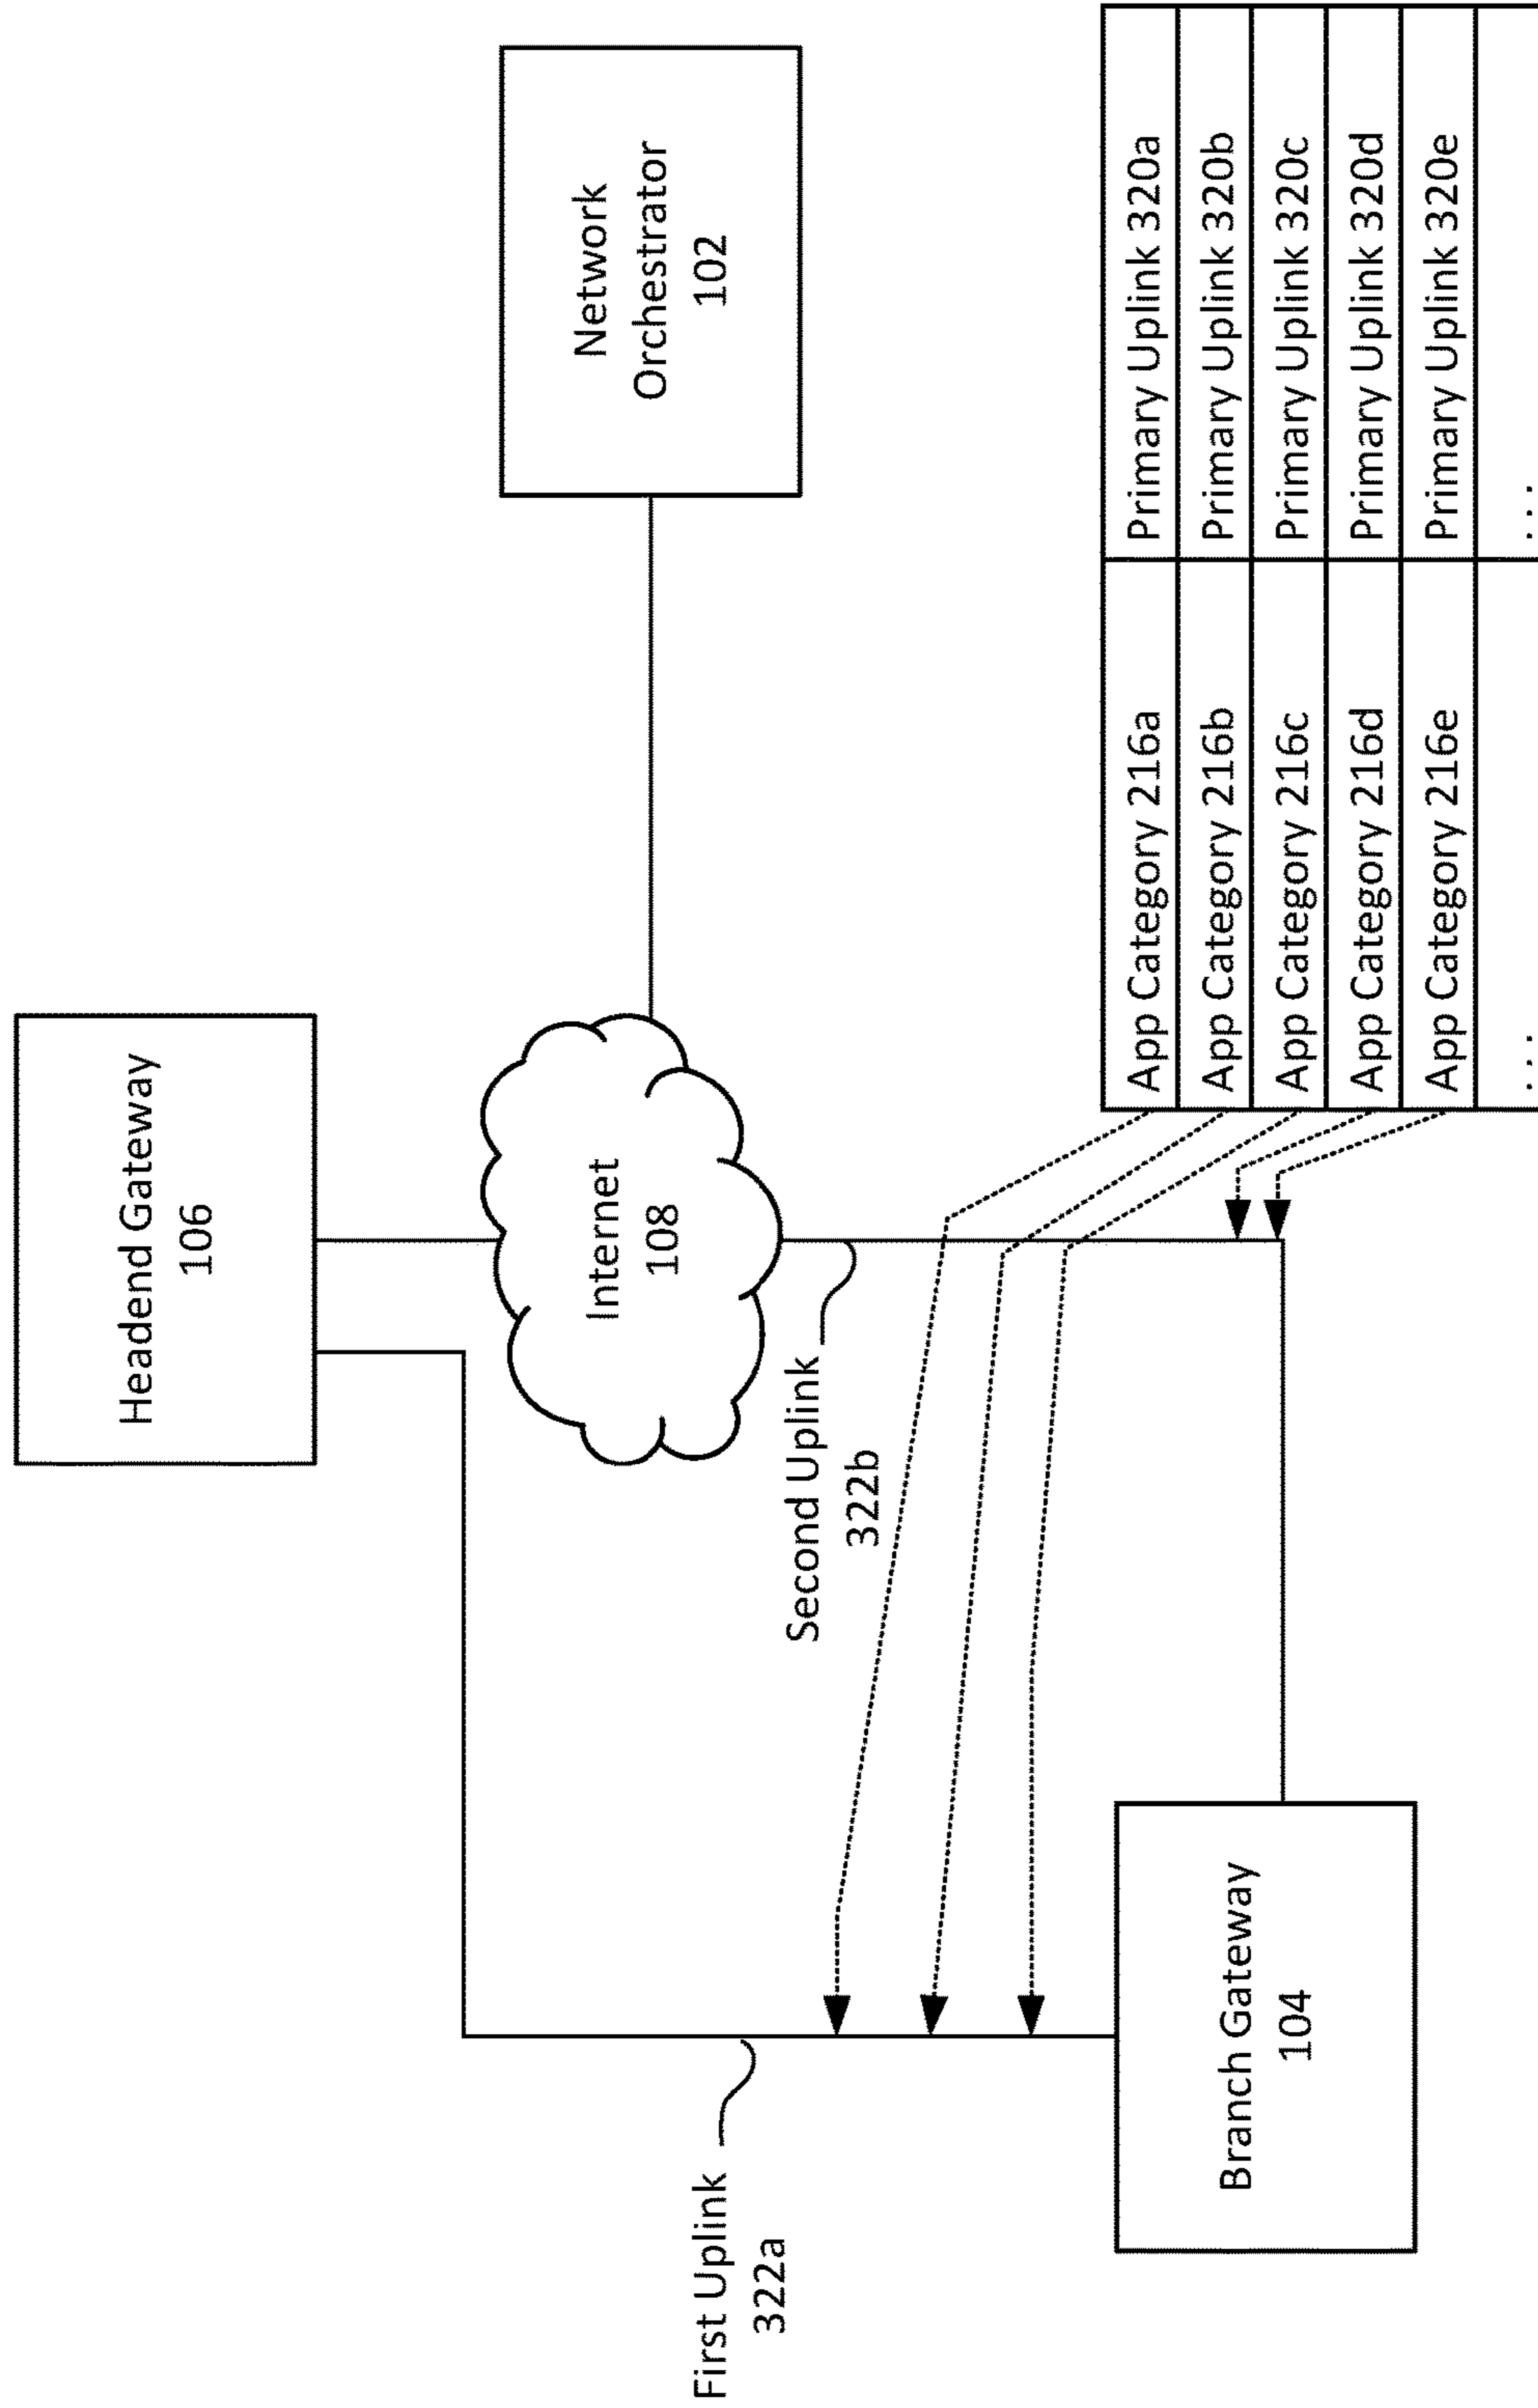 Headend Gateway
106
Network
Orchestrator
102
Internet
108
First Uplink
322a
Second Uplink
322b
Branch Gateway
104
App Category 216a Primary Uplink 320a
App Category 216b Primary Uplink 320b
App Category 216c Primary Uplink 320c
App Category 216d Primary Uplink 320d
App Category 216e Primary Uplink 320e
... ...